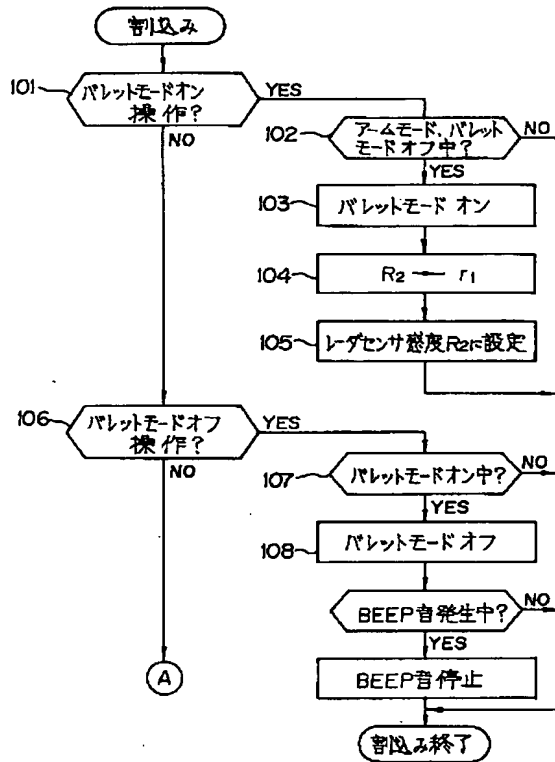 割込み
101
バレットモードオン
操作?
YES
NO
102
アームモード、バレット
モードオフ中?
NO
YES
103
バレットモード オン
104
R2 ← r1
105
レーダセンサ感度R2に設定
106
バレットモードオフ
操作?
YES
NO
107
バレットモードオン中?
NO
YES
108
バレットモード オフ
BEEP音発生中?
NO
YES
A
BEEP音停止
割込み終了